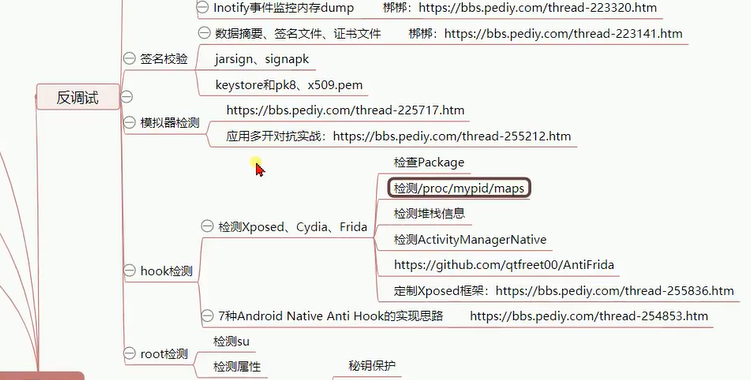 Inotify事件监控内存dump 梆梆：https://bbs.pediy.com/thread-223320.htm
数据摘要、签名文件、证书文件 梆梆：https://bbs.pediy.com/thread-223141.htm
签名校验
jarsign、signapk
keystore和pk8、x509.pem
反调试
https://bbs.pediy.com/thread-225717.htm
模拟器检测
应用多开对抗实战：https://bbs.pediy.com/thread-255212.htm
检查Package
检测/proc/mypid/maps
检测堆栈信息
检测Xposed、Cydia、Frida
检测ActivityManagerNative
https://github.com/qtfreet00/AntiFrida
hook检测
定制Xposed框架：https://bbs.pediy.com/thread-255836.htm
7种Android Native Anti Hook的实现思路 https://bbs.pediy.com/thread-254853.htm
检测su
root检测
检测属性
秘钥保护